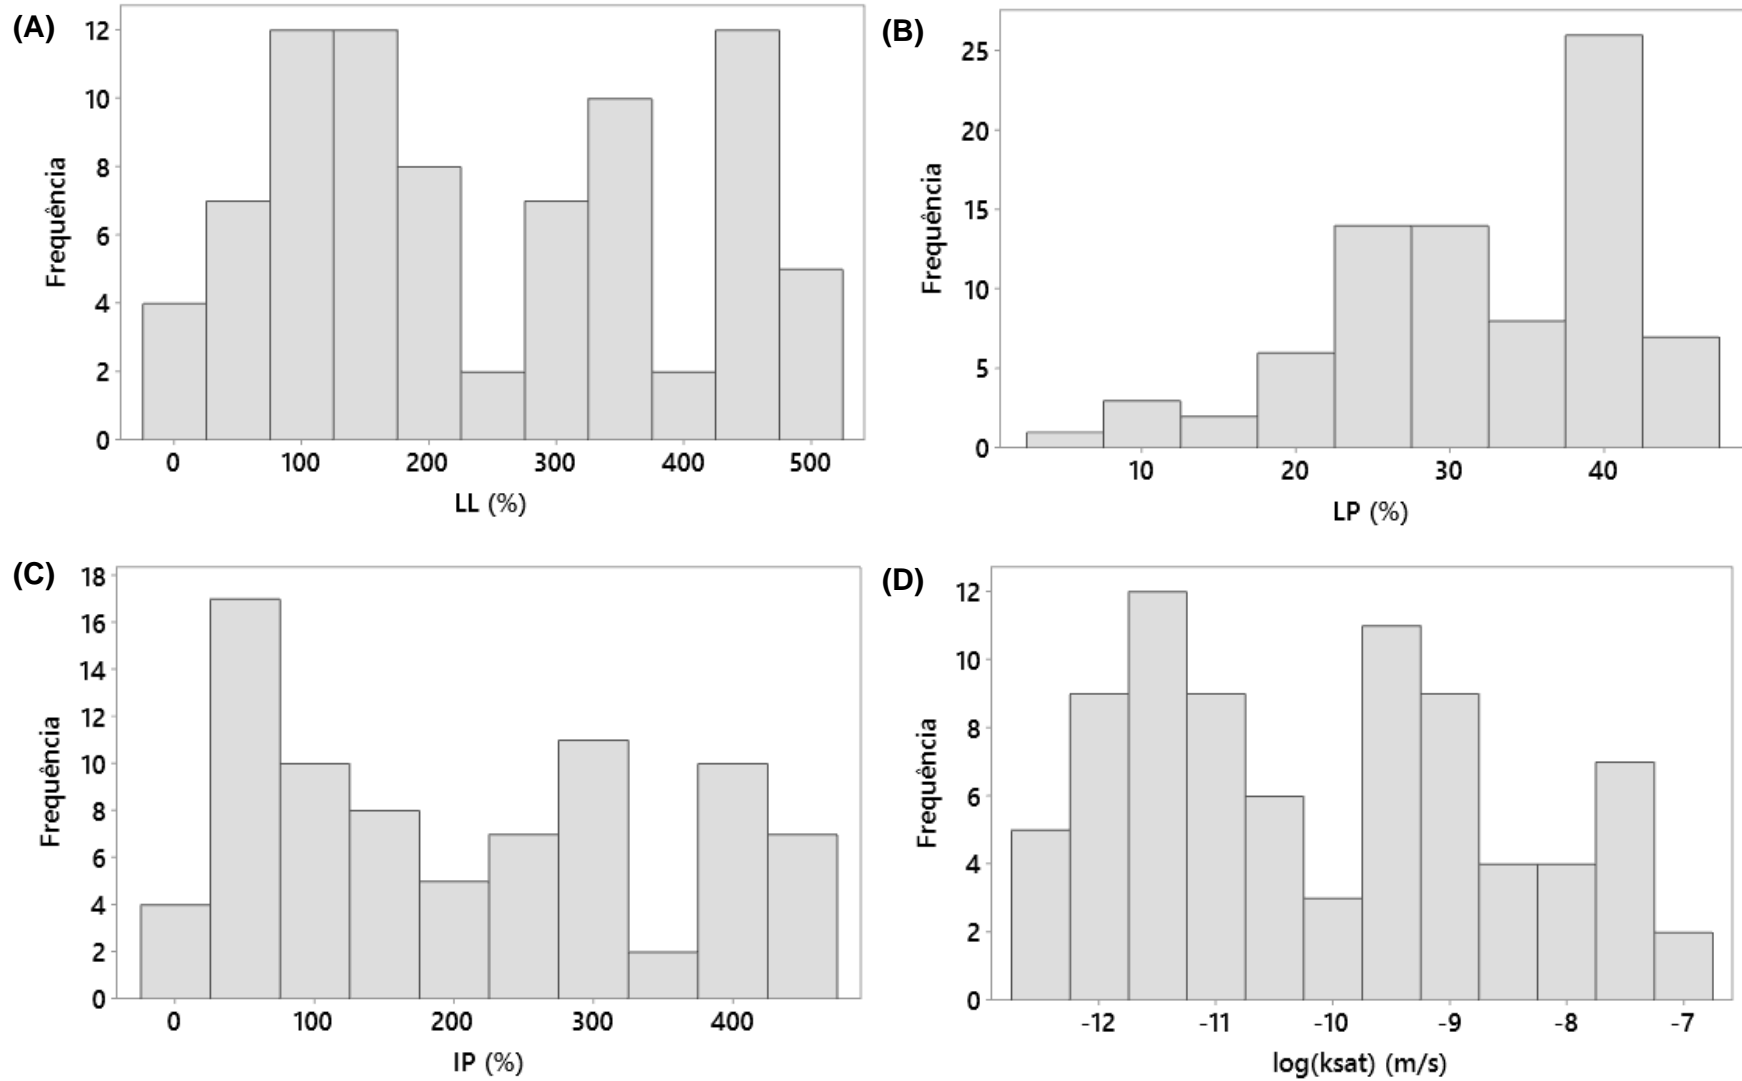 (A)
12
10
8
6
4
2
0
Frequência
0 100 200 300 400 500
LL (%)
(B)
25
20
15
10
5
0
Frequência
10 20 30 40
LP (%)
(C)
18
16
14
12
10
8
6
4
2
0
Frequência
0 100 200 300 400
IP (%)
(D)
12
10
8
6
4
2
0
Frequência
-12 -11 -10 -9 -8 -7
log(ksat) (m/s)